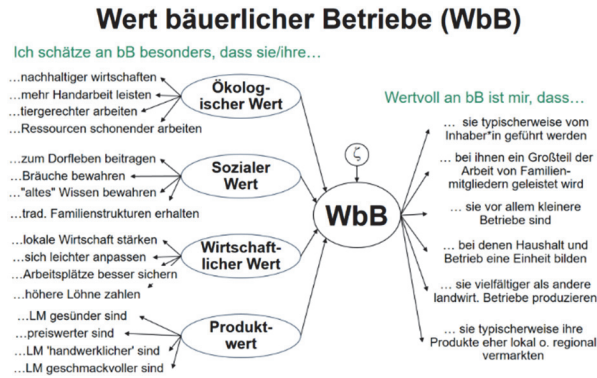 Wert bäuerlicher Betriebe (WbB)
Ich schätze an bB besonders, dass sie/ihre…
…nachhaltiger wirtschaften
…mehr Handarbeit leisten
…tiergerechter arbeiten
…Ressourcen schonender arbeiten
Ökolog-
ischer Wert
…zum Dorfleben beitragen
…Bräuche bewahren
…"altes" Wissen bewahren
…trad. Familienstrukturen erhalten
Sozialer
Wert
…lokale Wirtschaft stärken
…sich leichter anpassen
…Arbeitsplätze besser sichern
…höhere Löhne zahlen
Wirtschaft-
licher Wert
…LM gesünder sind
…preiswerter sind
…LM 'handwerklicher' sind
…LM geschmackvoller sind
Produkt-
wert
ζ
WbB
Wertvoll an bB ist mir, dass…
… sie typischerweise vom
Inhaber*in geführt werden
… bei ihnen ein Großteil der
Arbeit von Familien-
mitgliedern geleistet wird
… sie vor allem kleinere
Betriebe sind
… bei denen Haushalt und
Betrieb eine Einheit bilden
… sie vielfältiger als andere
landwirt. Betriebe produzieren
… sie typischerweise ihre
Produkte eher lokal o. regional
vermarkten